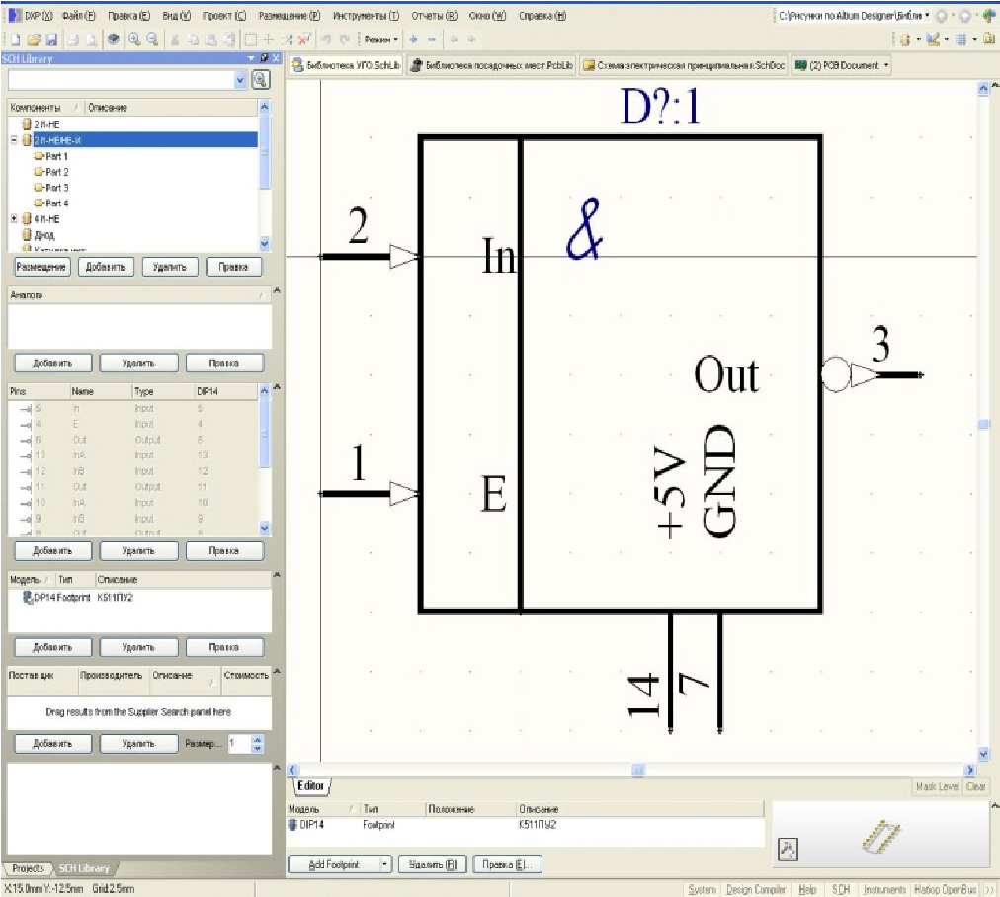 DXP (X) Файл (F) Правка (E) Вид (V) Проект (C) Размещение (P) Инструменты (T) Отчеты (R) Окно (W) Справка (H)
C:\Рисунки по Altium Designer\Библи
Режим
SCH Library
Библиотека УГО.SchLib Библиотека посадочных мест.PcbLib Схема электрическая принципиальная.SchDoc (2) PCB Document
Компоненты / Описание
2И-НЕ
2И-НЕ/НЕ-И
Part 1
Part 2
Part 3
Part 4
4И-НЕ
Диод
Размещение Добавить Удалить Правка
Аналоги /
Добавить Удалить Правка
Pins Name Type DIP14
5 In Input 5
4 E Input 4
6 Out Output 6
13 InA Input 13
12 InB Input 12
11 Out Output 11
10 InA Input 10
9 InB Input 9
8 Out Output 8
Добавить Удалить Правка
Модель / Тип Описание
DIP14 Footprint К511ПУ2
Добавить Удалить Правка
Поставщик Производитель Описание / Стоимость
Drag results from the Supplier Search panel here
Добавить Удалить Размер... 1
Projects SCH Library
D?:1
2
In
&
Out
3
1
E
+5V
GND
14
7
Editor
Mask Level Clear
Модель / Тип Положение Описание
DIP14 Footprint К511ПУ2
Add Footprint Удалить (R) Правка (E)...
X:15.0mm Y:-12.5mm Grid:2.5mm
System Design Compiler Help SCH Instruments Набор OpenBus >>